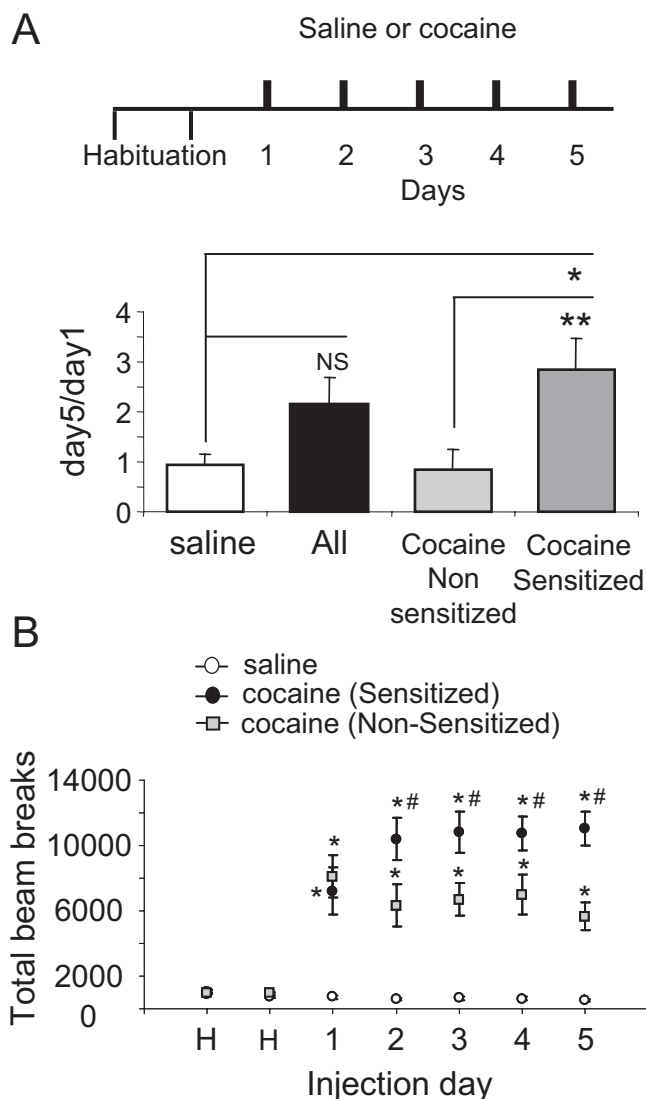 A
Saline or cocaine
Habituation 1 2 3 4 5
Days
*
**
NS
day5/day1
4
3
2
1
0
saline All Cocaine Non sensitized Cocaine Sensitized
B
saline
cocaine (Sensitized)
cocaine (Non-Sensitized)
Total beam breaks
14000
10000
6000
2000
0
*# *# *# *#
* * * * * *
H H 1 2 3 4 5
Injection day